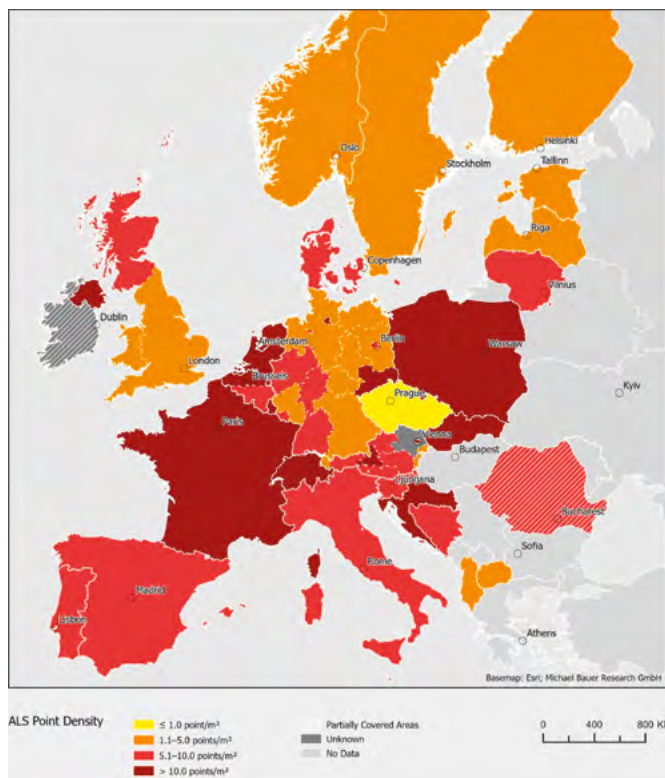 Oslo
Helsinki
Stockholm
Tallinn
Riga
Copenhagen
Vilnius
Dublin
Amsterdam
Berlin
London
Warsaw
Brussels
Prague
Kyiv
Paris
Vienna
Budapest
Ljubljana
Bucharest
Sofia
Rome
Madrid
Lisbon
Athens
Basemap: Esri; Michael Bauer Research GmbH
ALS Point Density
≤ 1.0 point/m²
1.1–5.0 points/m²
5.1–10.0 points/m²
> 10.0 points/m²
Partially Covered Areas
Unknown
No Data
0 400 800 K